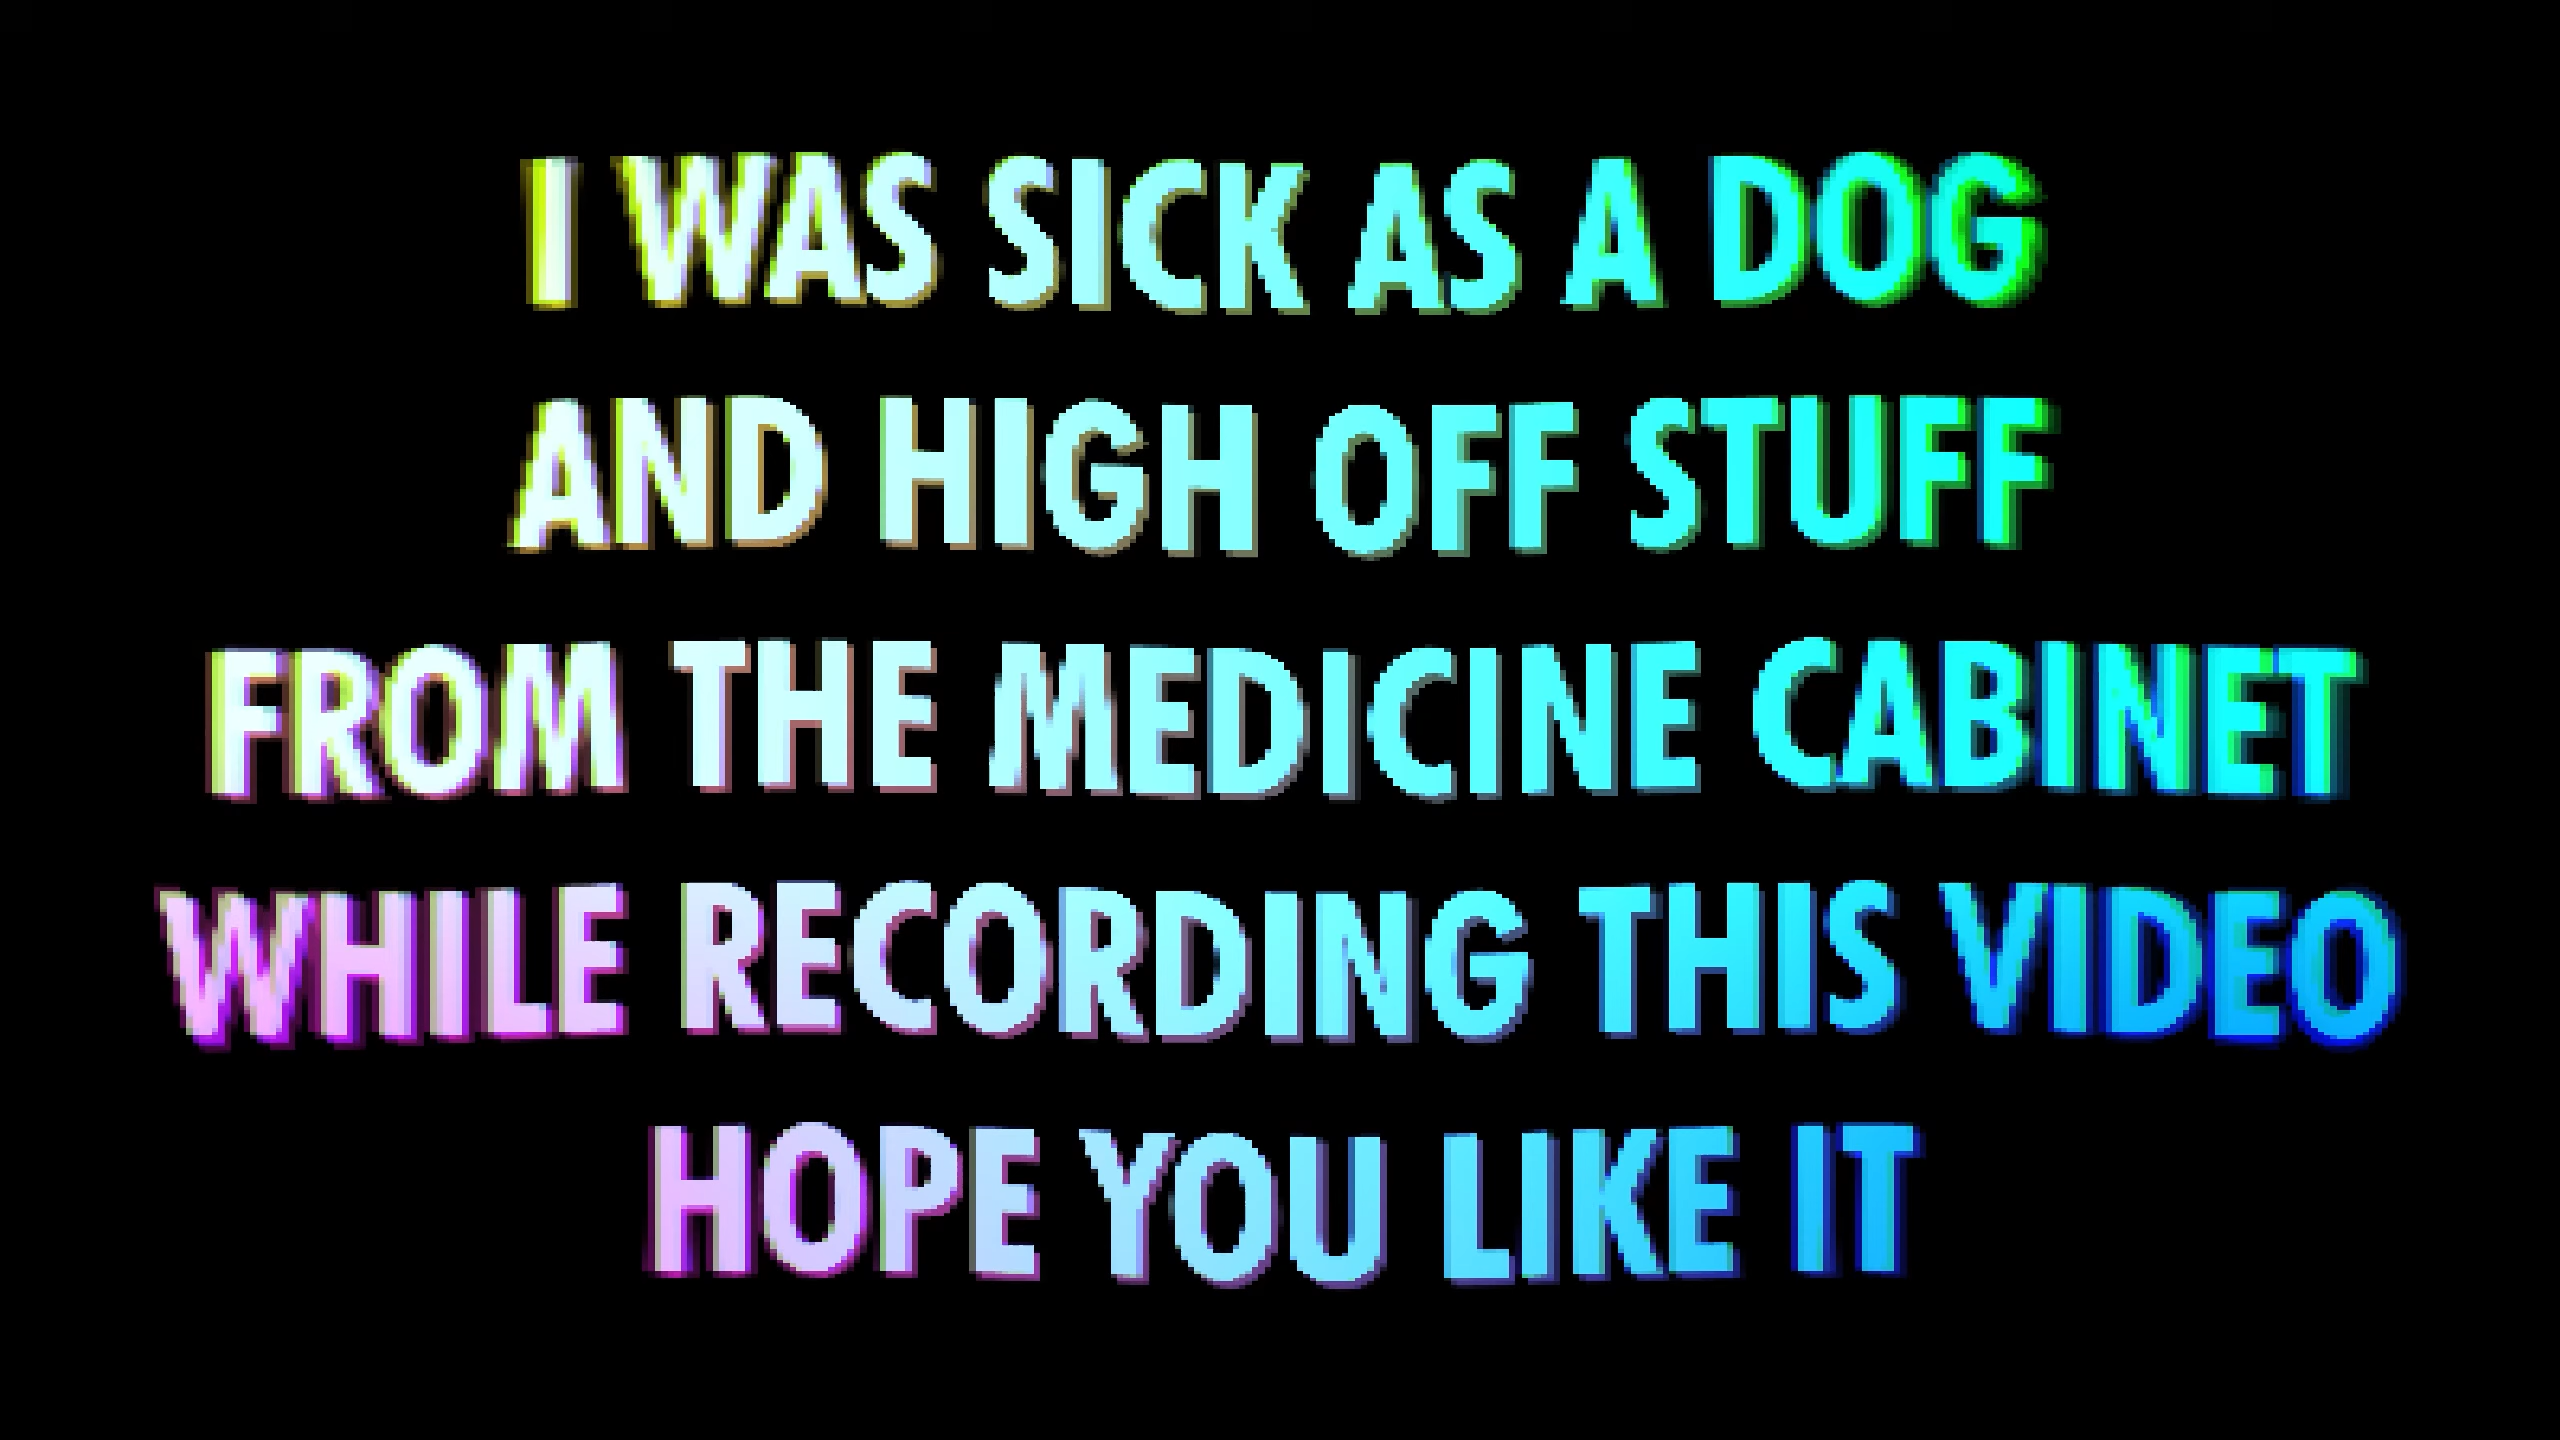 I WAS SICK AS A DOG
AND HIGH OFF STUFF
FROM THE MEDICINE CABINET
WHILE RECORDING THIS VIDEO
HOPE YOU LIKE IT